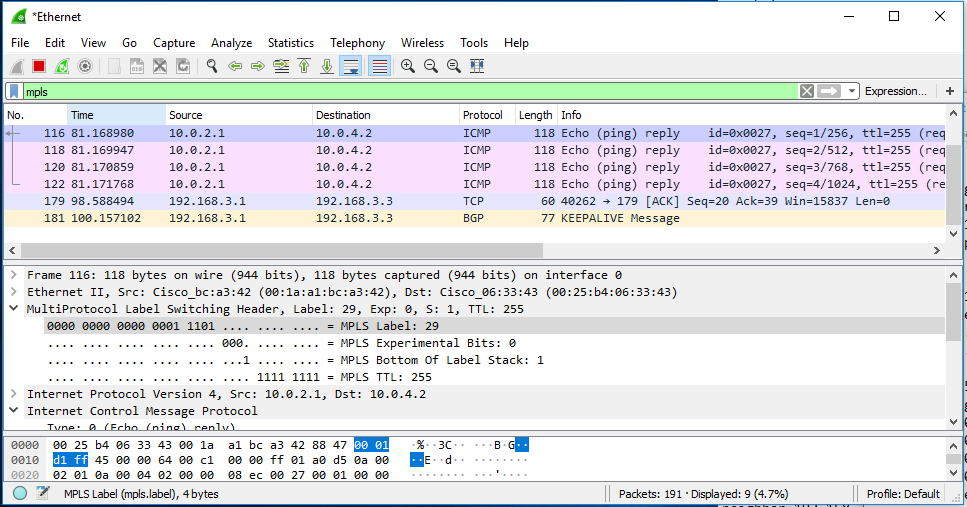 *Ethernet
File Edit View Go Capture Analyze Statistics Telephony Wireless Tools Help
mpls
Expression... +
No. Time Source Destination Protocol Length Info
116 81.168980 10.0.2.1 10.0.4.2 ICMP 118 Echo (ping) reply id=0x0027, seq=1/256, ttl=255 (req
118 81.169947 10.0.2.1 10.0.4.2 ICMP 118 Echo (ping) reply id=0x0027, seq=2/512, ttl=255 (re
120 81.170859 10.0.2.1 10.0.4.2 ICMP 118 Echo (ping) reply id=0x0027, seq=3/768, ttl=255 (re
122 81.171768 10.0.2.1 10.0.4.2 ICMP 118 Echo (ping) reply id=0x0027, seq=4/1024, ttl=255 (re
179 98.588494 192.168.3.1 192.168.3.3 TCP 60 40262 → 179 [ACK] Seq=20 Ack=39 Win=15837 Len=0
181 100.157102 192.168.3.1 192.168.3.3 BGP 77 KEEPALIVE Message
Frame 116: 118 bytes on wire (944 bits), 118 bytes captured (944 bits) on interface 0
Ethernet II, Src: Cisco_bc:a3:42 (00:1a:a1:bc:a3:42), Dst: Cisco_06:33:43 (00:25:b4:06:33:43)
MultiProtocol Label Switching Header, Label: 29, Exp: 0, S: 1, TTL: 255
0000 0000 0000 0001 1101 .... .... .... = MPLS Label: 29
.... .... .... .... .... 000. .... .... = MPLS Experimental Bits: 0
.... .... .... .... .... ...1 .... .... = MPLS Bottom Of Label Stack: 1
.... .... .... .... .... .... 1111 1111 = MPLS TTL: 255
Internet Protocol Version 4, Src: 10.0.2.1, Dst: 10.0.4.2
Internet Control Message Protocol
Type: 0 (Echo (ping) reply)
0000 00 25 b4 06 33 43 00 1a a1 bc a3 42 88 47 00 01 ·%··3C·· ···B·G··
0010 d1 ff 45 00 00 64 00 c1 00 00 ff 01 a0 d5 0a 00 ··E··d·· ········
0020 02 01 0a 00 04 02 00 00 08 ec 00 27 00 01 00 00 ········ ···'····
MPLS Label (mpls.label), 4 bytes
Packets: 191 · Displayed: 9 (4.7%)
Profile: Default